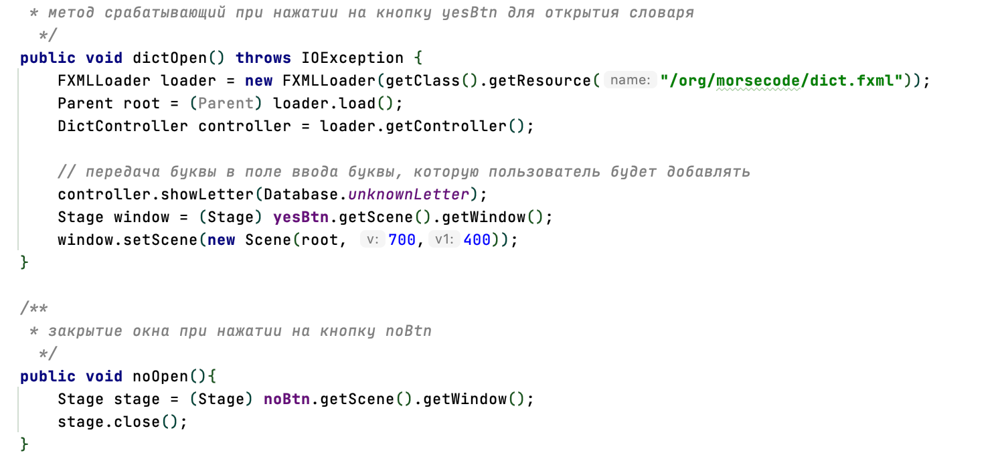 * метод срабатывающий при нажатии на кнопку yesBtn для открытия словаря
*/
public void dictOpen() throws IOException {
FXMLLoader loader = new FXMLLoader(getClass().getResource( name: "/org/morsecode/dict.fxml"));
Parent root = (Parent) loader.load();
DictController controller = loader.getController();
// передача буквы в поле ввода буквы, которую пользователь будет добавлять
controller.showLetter(Database.unknownLetter);
Stage window = (Stage) yesBtn.getScene().getWindow();
window.setScene(new Scene(root, v: 700, v1: 400));
}
/**
* закрытие окна при нажатии на кнопку noBtn
*/
public void noOpen(){
Stage stage = (Stage) noBtn.getScene().getWindow();
stage.close();
}